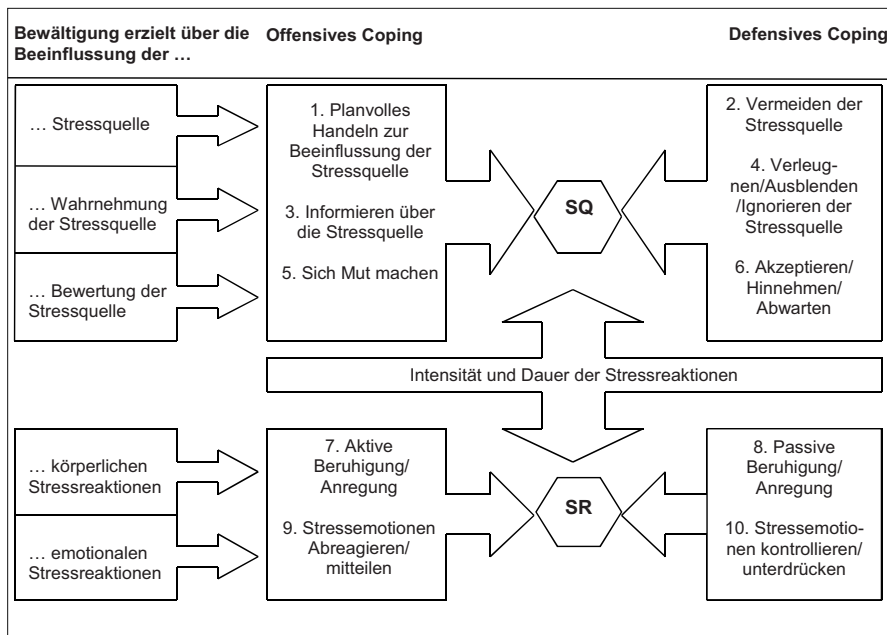 Bewältigung erzielt über die
Beeinflussung der …
Offensives Coping
Defensives Coping
… Stressquelle
… Wahrnehmung
der Stressquelle
… Bewertung der
Stressquelle
1. Planvolles
Handeln zur
Beeinflussung der
Stressquelle
3. Informieren über
die Stressquelle
5. Sich Mut machen
SQ
2. Vermeiden der
Stressquelle
4. Verleug-
nen/Ausblenden
/Ignorieren der
Stressquelle
6. Akzeptieren/
Hinnehmen/
Abwarten
Intensität und Dauer der Stressreaktionen
… körperlichen
Stressreaktionen
… emotionalen
Stressreaktionen
7. Aktive
Beruhigung/
Anregung
9. Stressemotionen
Abreagieren/
mitteilen
SR
8. Passive
Beruhigung/
Anregung
10. Stressemotio-
nen kontrollieren/
unterdrücken